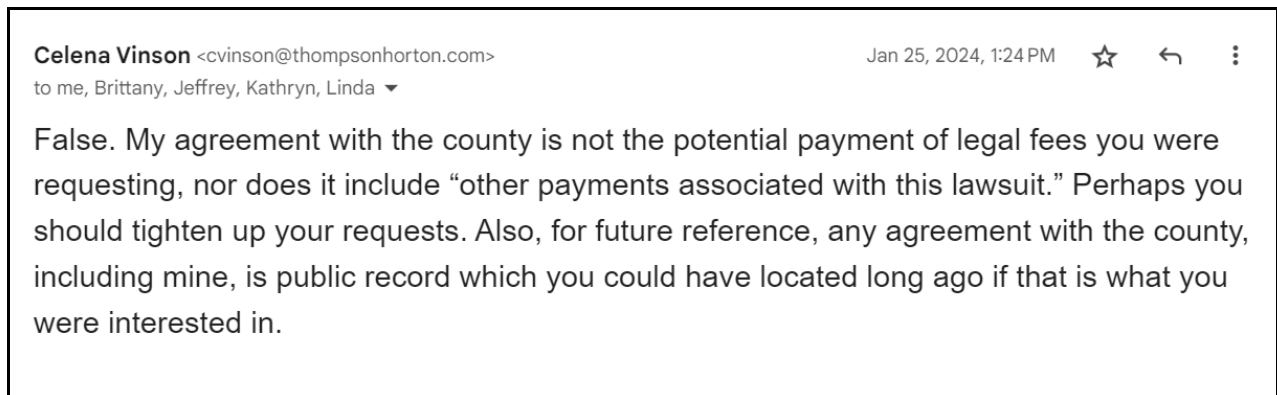 Celena Vinson <cvinson@thompsonhorton.com> Jan 25, 2024, 1:24 PM
to me, Brittany, Jeffrey, Kathryn, Linda
False. My agreement with the county is not the potential payment of legal fees you were
requesting, nor does it include “other payments associated with this lawsuit.” Perhaps you
should tighten up your requests. Also, for future reference, any agreement with the county,
including mine, is public record which you could have located long ago if that is what you
were interested in.